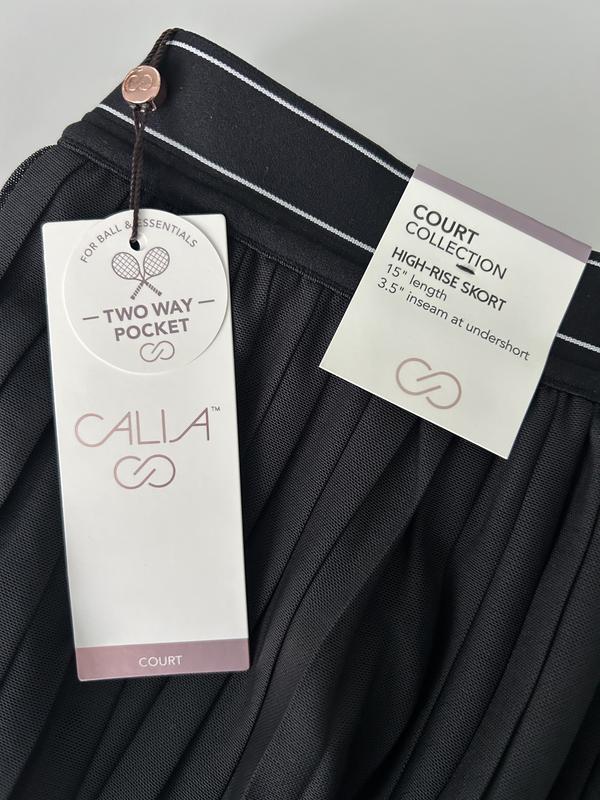 FOR BALL & ESSENTIALS
— TWO WAY —
POCKET
CALIA™
COURT
COURT
COLLECTION
HIGH-RISE SKORT
15" length
3.5" inseam at undershort